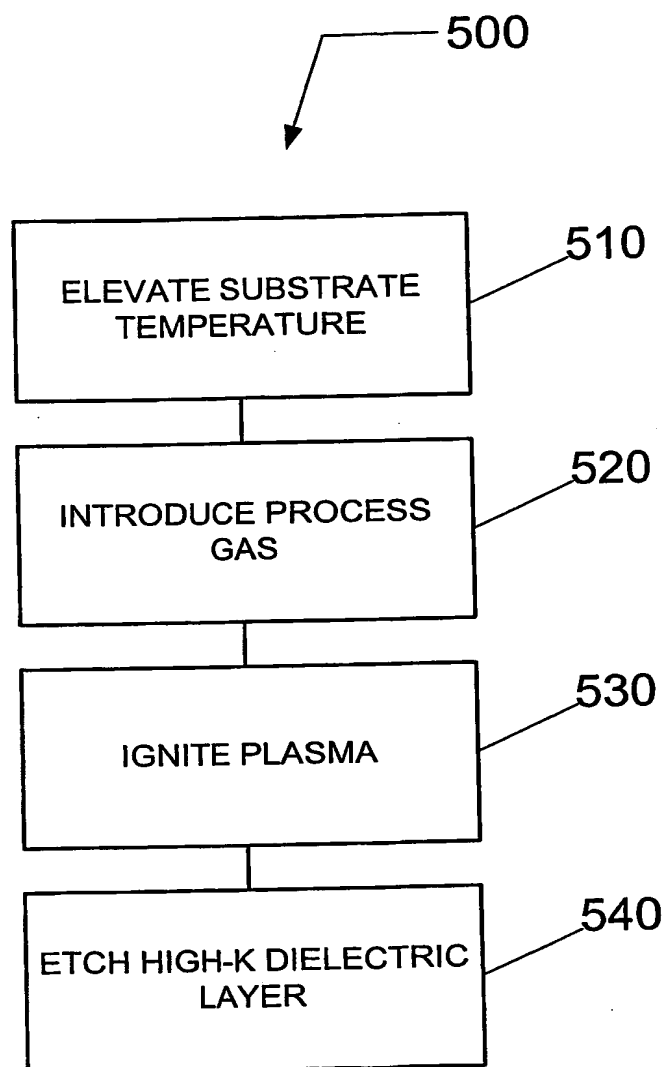 500
ELEVATE SUBSTRATE
TEMPERATURE
510
INTRODUCE PROCESS
GAS
520
IGNITE PLASMA
530
ETCH HIGH-K DIELECTRIC
LAYER
540